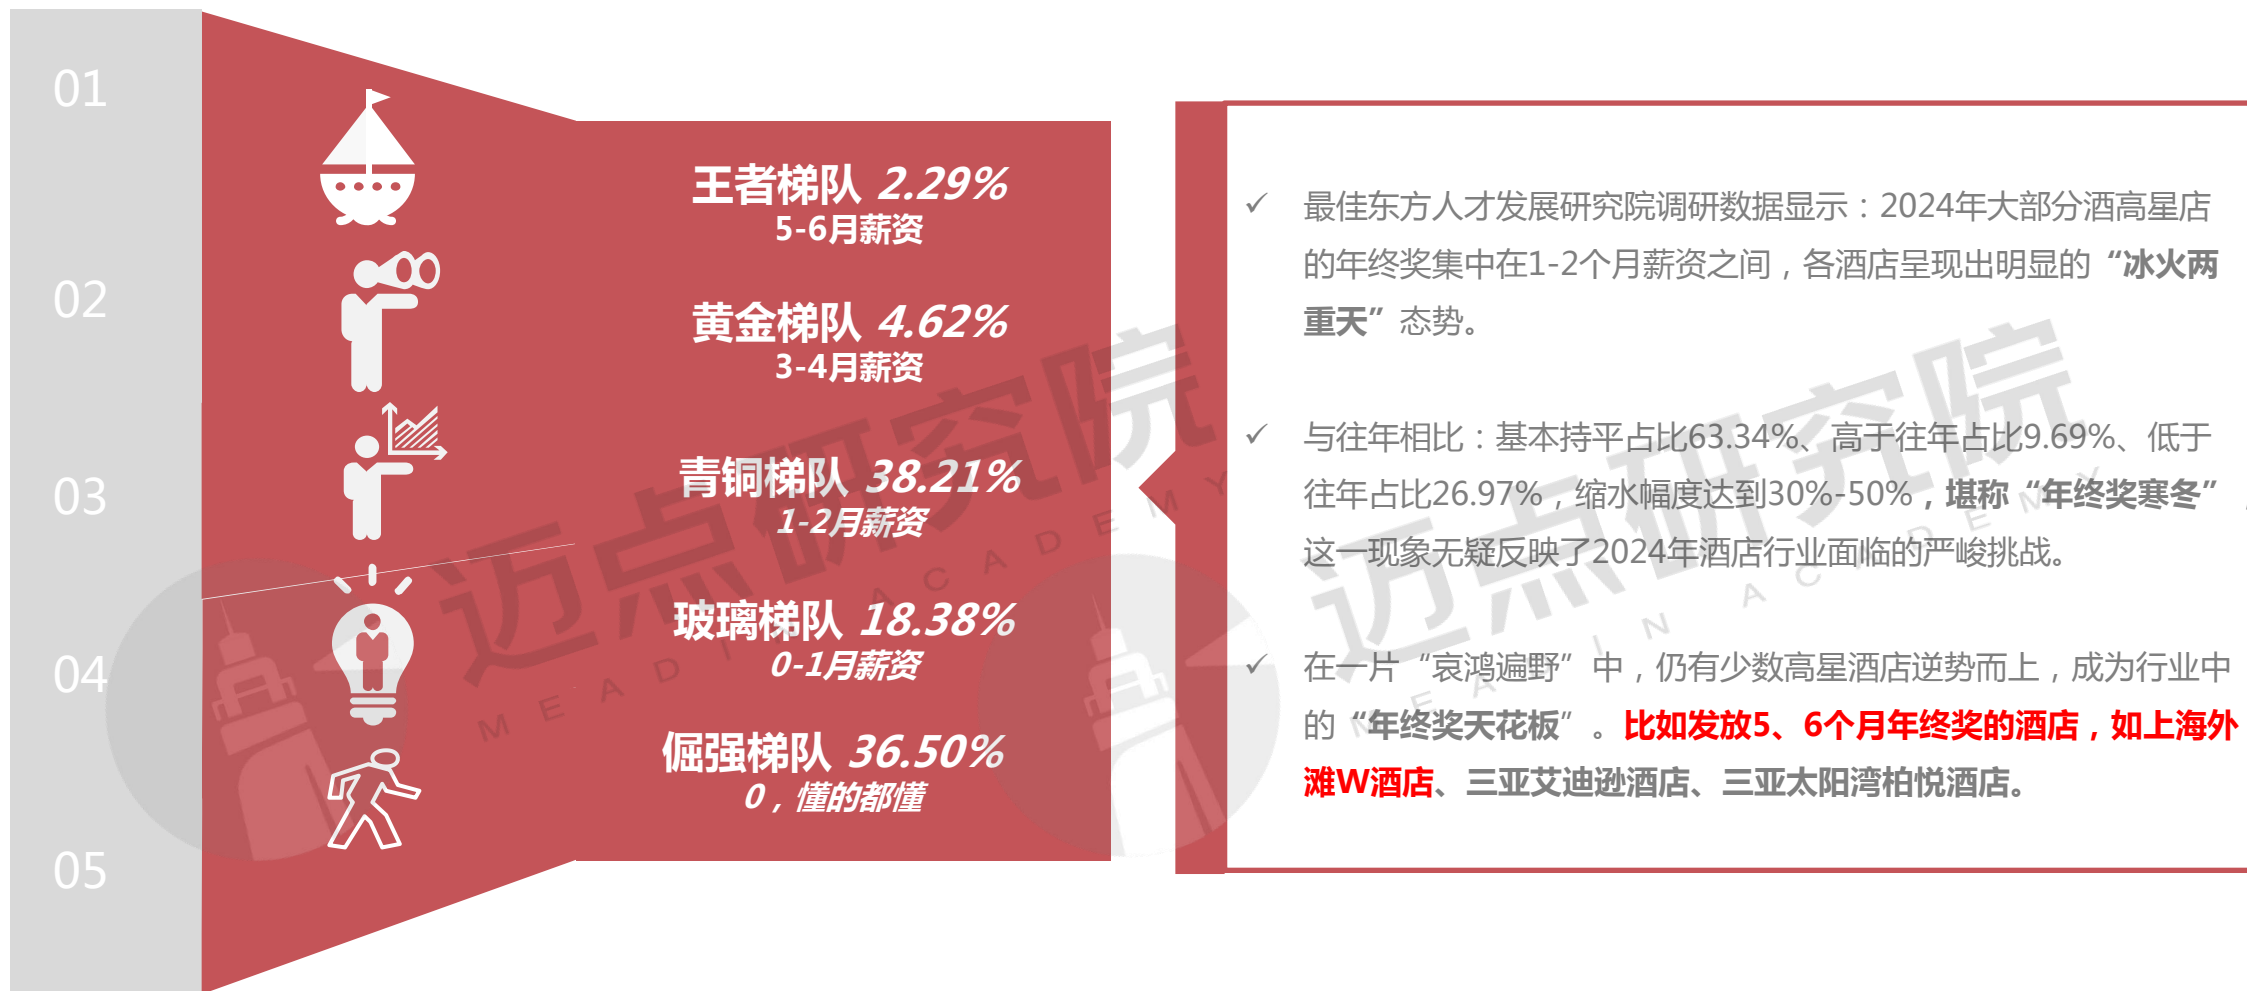 01
02
03
04
05
王者梯队 2.29%
5-6月薪资
黄金梯队 4.62%
3-4月薪资
青铜梯队 38.21%
1-2月薪资
玻璃梯队 18.38%
0-1月薪资
倔强梯队 36.50%
0，懂的都懂
✓ 最佳东方人才发展研究院调研数据显示：2024年大部分酒高星店
的年终奖集中在1-2个月薪资之间，各酒店呈现出明显的“冰火两
重天”态势。
✓ 与往年相比：基本持平占比63.34%、高于往年占比9.69%、低于
往年占比26.97%，缩水幅度达到30%-50%，堪称“年终奖寒冬”，
这一现象无疑反映了2024年酒店行业面临的严峻挑战。
✓ 在一片“哀鸿遍野”中，仍有少数高星酒店逆势而上，成为行业中
的“年终奖天花板”。比如发放5、6个月年终奖的酒店，如上海外
滩W酒店、三亚艾迪逊酒店、三亚太阳湾柏悦酒店。
迈点研究院
MEADIN ACADEMY
迈点研究院
MEADIN ACADEMY